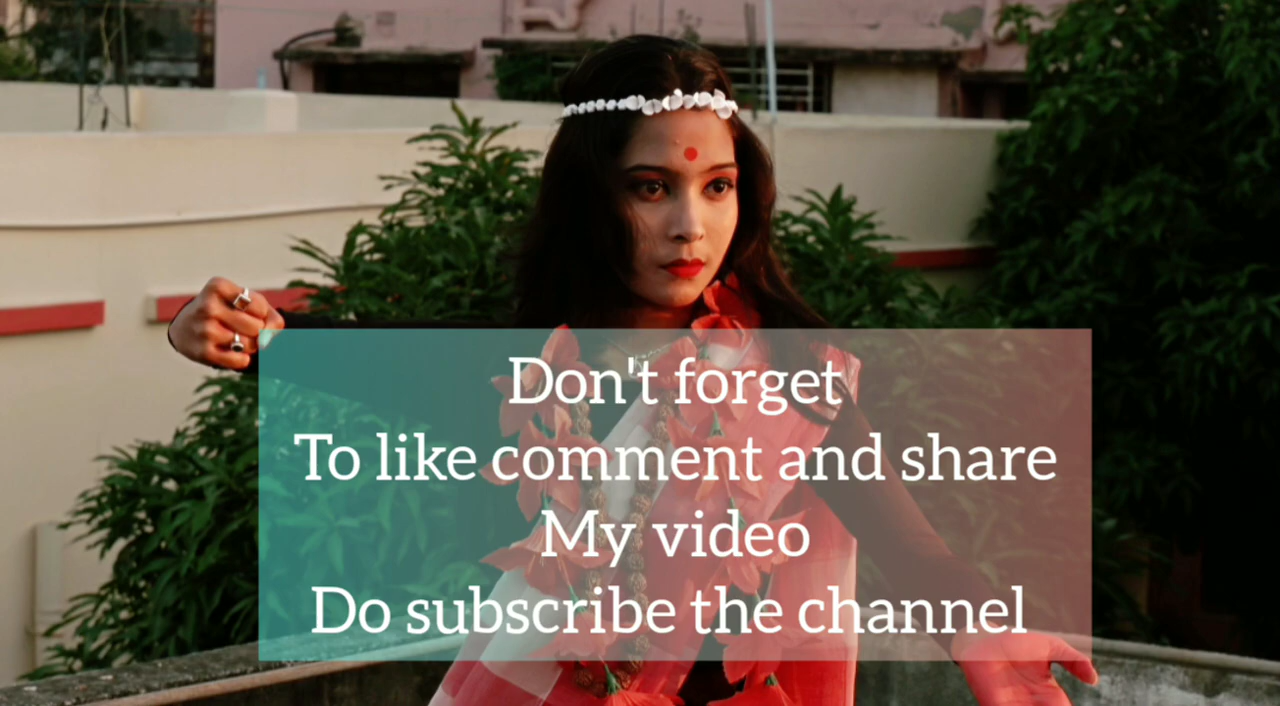 Don't forget
To like comment and share
My video
Do subscribe the channel